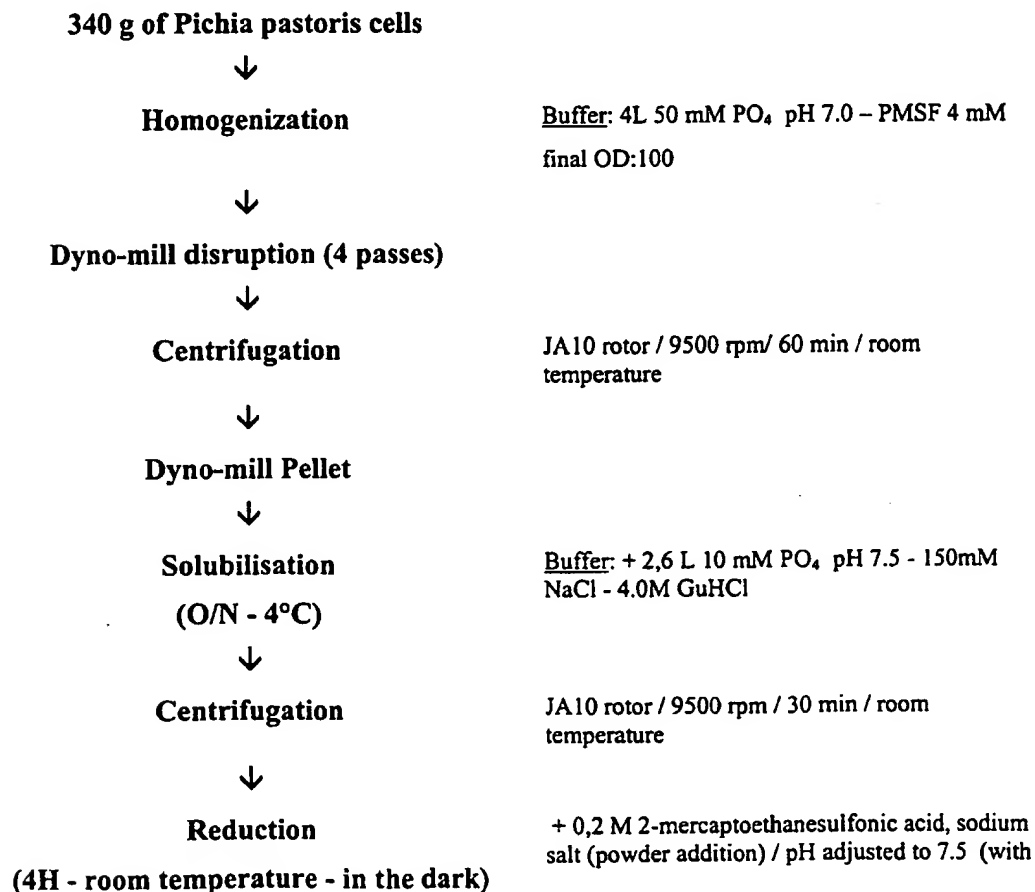 340 g of Pichia pastoris cells
↓
Homogenization
Buffer: 4L 50 mM PO₄ pH 7.0 – PMSF 4 mM
final OD:100
↓
Dyno-mill disruption (4 passes)
↓
Centrifugation
JA10 rotor / 9500 rpm/ 60 min / room
temperature
↓
Dyno-mill Pellet
↓
Solubilisation
(O/N - 4°C)
Buffer: + 2,6 L 10 mM PO₄ pH 7.5 - 150mM
NaCl - 4.0M GuHCl
↓
Centrifugation
JA10 rotor / 9500 rpm / 30 min / room
temperature
↓
Reduction
(4H - room temperature - in the dark)
+ 0,2 M 2-mercaptoethanesulfonic acid, sodium
salt (powder addition) / pH adjusted to 7.5 (with